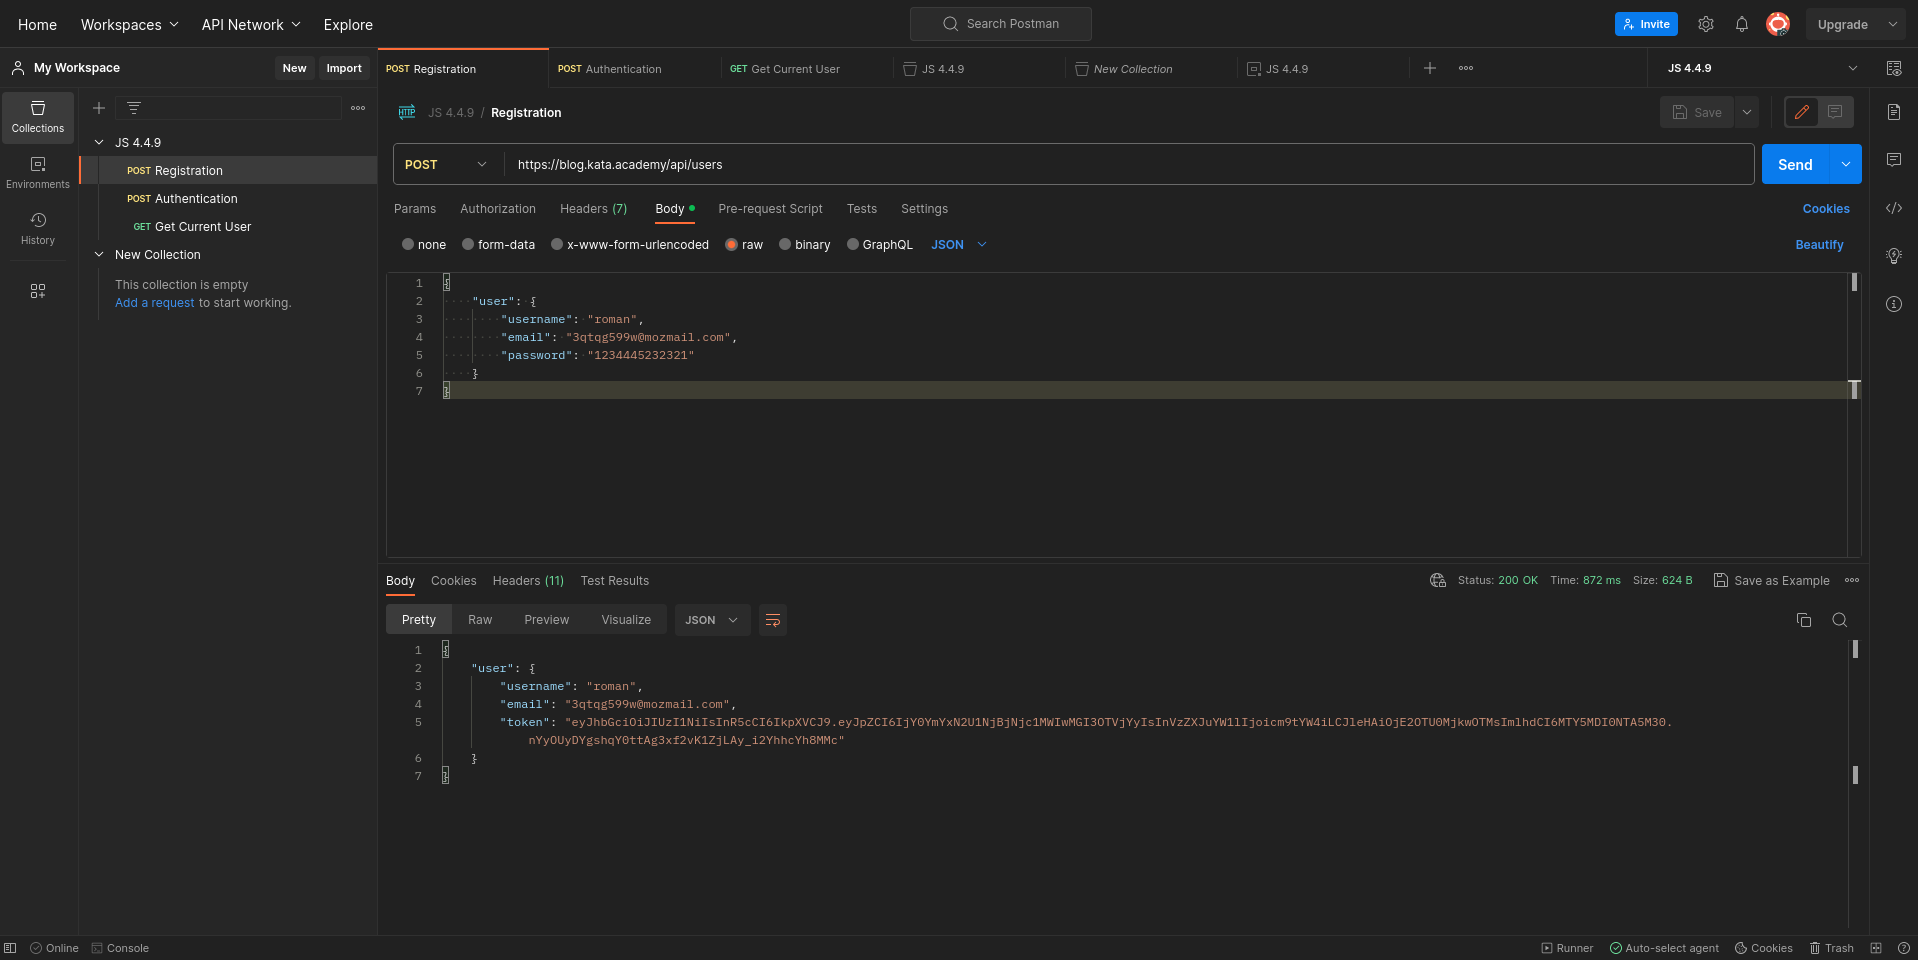 Home Workspaces API Network Explore Search Postman Invite Upgrade
My Workspace New Import POST Registration POST Authentication GET Get Current User JS 4.4.9 New Collection JS 4.4.9 JS 4.4.9
Collections
Environments
History
JS 4.4.9
POST Registration
POST Authentication
GET Get Current User
New Collection
This collection is empty
Add a request to start working.
HTTP JS 4.4.9 / Registration Save
POST https://blog.kata.academy/api/users Send
Params Authorization Headers (7) Body Pre-request Script Tests Settings Cookies
none form-data x-www-form-urlencoded raw binary GraphQL JSON Beautify
1 {
2 "user": {
3 "username": "roman",
4 "email": "3qtqg599w@mozmail.com",
5 "password": "1234445232321"
6 }
7 }
Body Cookies Headers (11) Test Results Status: 200 OK Time: 872 ms Size: 624 B Save as Example
Pretty Raw Preview Visualize JSON
1 {
2 "user": {
3 "username": "roman",
4 "email": "3qtqg599w@mozmail.com",
5 "token": "eyJhbGciOiJIUzI1NiIsInR5cCI6IkpXVCJ9.eyJpZCI6IjY0YmYxN2U1NjBjNjc1MWIwMGI3OTVjYyIsInVzZXJuYW1lIjoicm9tYW4iLCJleHAiOjE2OTU0MjkwOTMsImlhdCI6MTY5MDI0NTA5M30.
nYyOUyDYgshqY0ttAg3xf2vK1ZjLAy_i2YhhcYh8MMc"
6 }
7 }
Online Console Runner Auto-select agent Cookies Trash